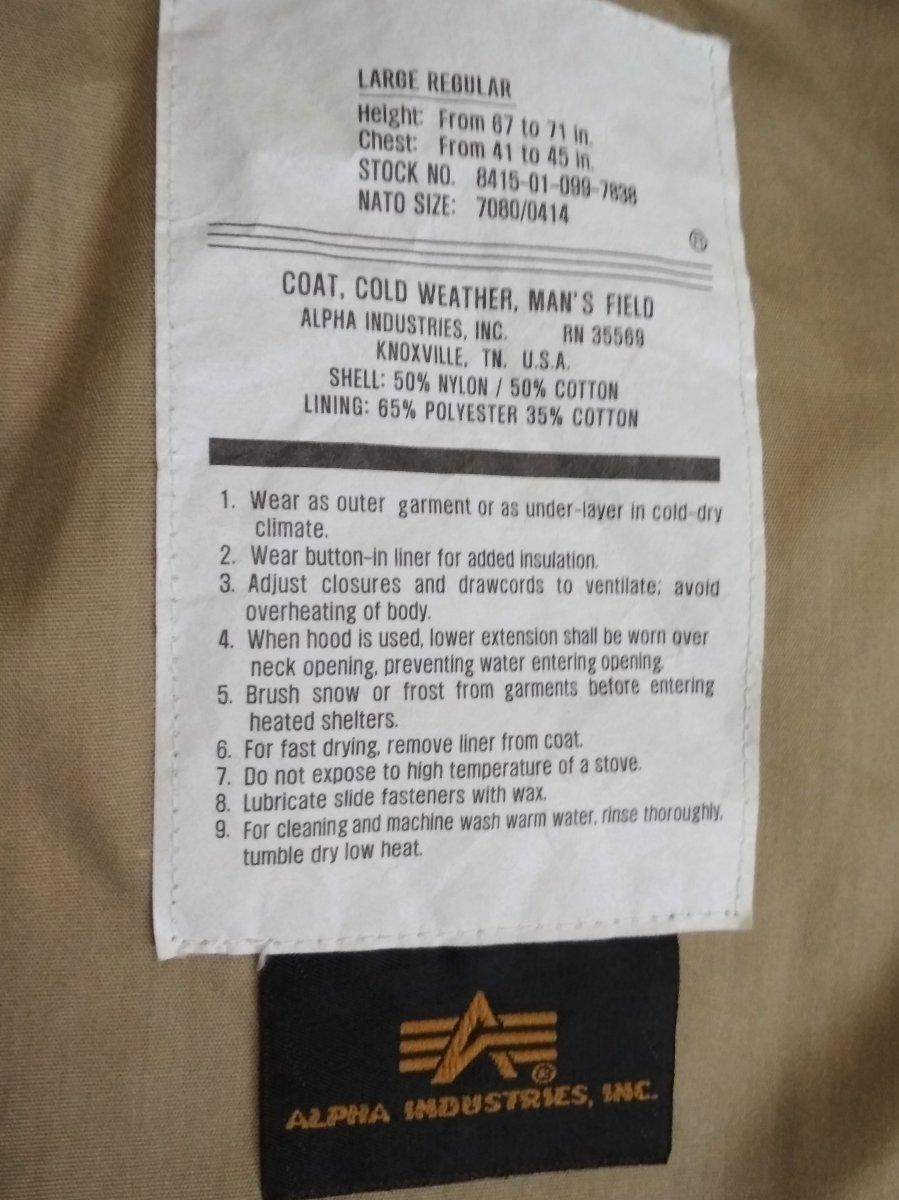 LARGE REGULAR
Height: From 67 to 71 in.
Chest: From 41 to 45 in.
STOCK NO. 8415-01-099-7838
NATO SIZE: 7080/0414
®
COAT, COLD WEATHER, MAN'S FIELD
ALPHA INDUSTRIES, INC. RN 35569
KNOXVILLE, TN. U.S.A.
SHELL: 50% NYLON / 50% COTTON
LINING: 65% POLYESTER 35% COTTON
1. Wear as outer garment or as under-layer in cold-dry
climate.
2. Wear button-in liner for added insulation.
3. Adjust closures and drawcords to ventilate; avoid
overheating of body.
4. When hood is used, lower extension shall be worn over
neck opening, preventing water entering opening.
5. Brush snow or frost from garments before entering
heated shelters.
6. For fast drying, remove liner from coat.
7. Do not expose to high temperature of a stove.
8. Lubricate slide fasteners with wax.
9. For cleaning and machine wash warm water, rinse thoroughly,
tumble dry low heat.
®
ALPHA INDUSTRIES, INC.